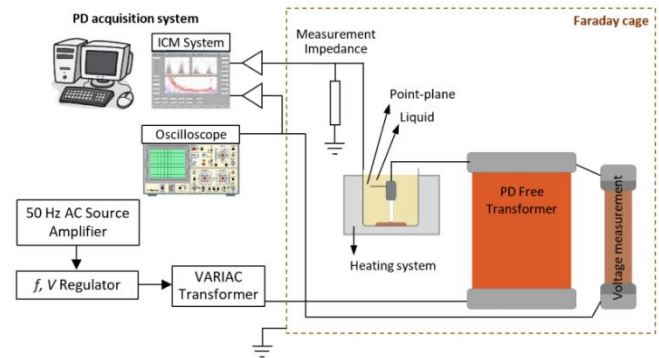 PD acquisition system
ICM System
Measurement
Impedance
Faraday cage
Point-plane
Liquid
Oscilloscope
PD Free
Transformer
Voltage measurement
50 Hz AC Source
Amplifier
Heating system
f, V Regulator
VARIAC
Transformer